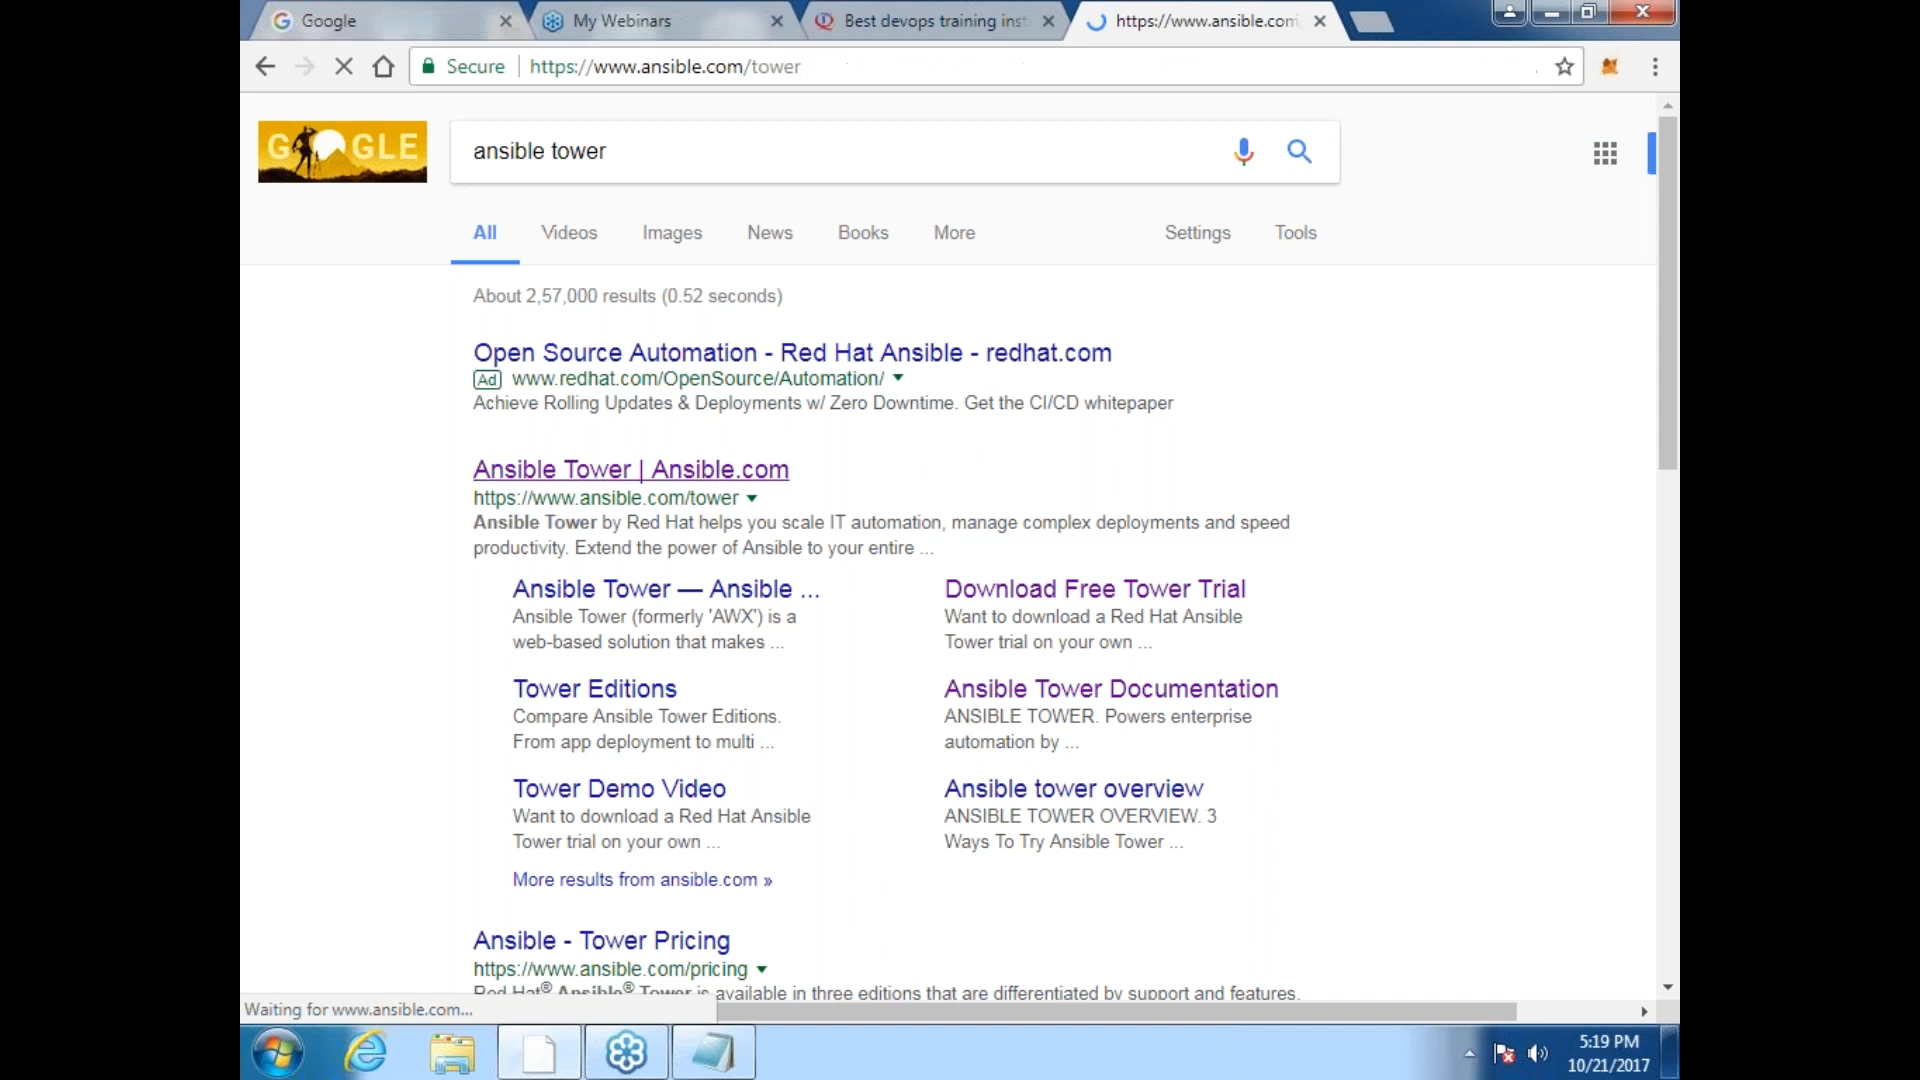 Google
My Webinars
Best devops training inst
https://www.ansible.com
Secure
https://www.ansible.com/tower
GOOGLE
ansible tower
All
Videos
Images
News
Books
More
Settings
Tools
About 2,57,000 results (0.52 seconds)
Open Source Automation - Red Hat Ansible - redhat.com
Ad www.redhat.com/OpenSource/Automation/
Achieve Rolling Updates & Deployments w/ Zero Downtime. Get the CI/CD whitepaper
Ansible Tower | Ansible.com
https://www.ansible.com/tower
Ansible Tower by Red Hat helps you scale IT automation, manage complex deployments and speed
productivity. Extend the power of Ansible to your entire ...
Ansible Tower — Ansible ...
Ansible Tower (formerly 'AWX') is a
web-based solution that makes ...
Download Free Tower Trial
Want to download a Red Hat Ansible
Tower trial on your own ...
Tower Editions
Compare Ansible Tower Editions.
From app deployment to multi ...
Ansible Tower Documentation
ANSIBLE TOWER. Powers enterprise
automation by ...
Tower Demo Video
Want to download a Red Hat Ansible
Tower trial on your own ...
Ansible tower overview
ANSIBLE TOWER OVERVIEW. 3
Ways To Try Ansible Tower ...
More results from ansible.com »
Ansible - Tower Pricing
https://www.ansible.com/pricing
Red Hat® Ansible® Tower is available in three editions that are differentiated by support and features.
Waiting for www.ansible.com...
5:19 PM
10/21/2017